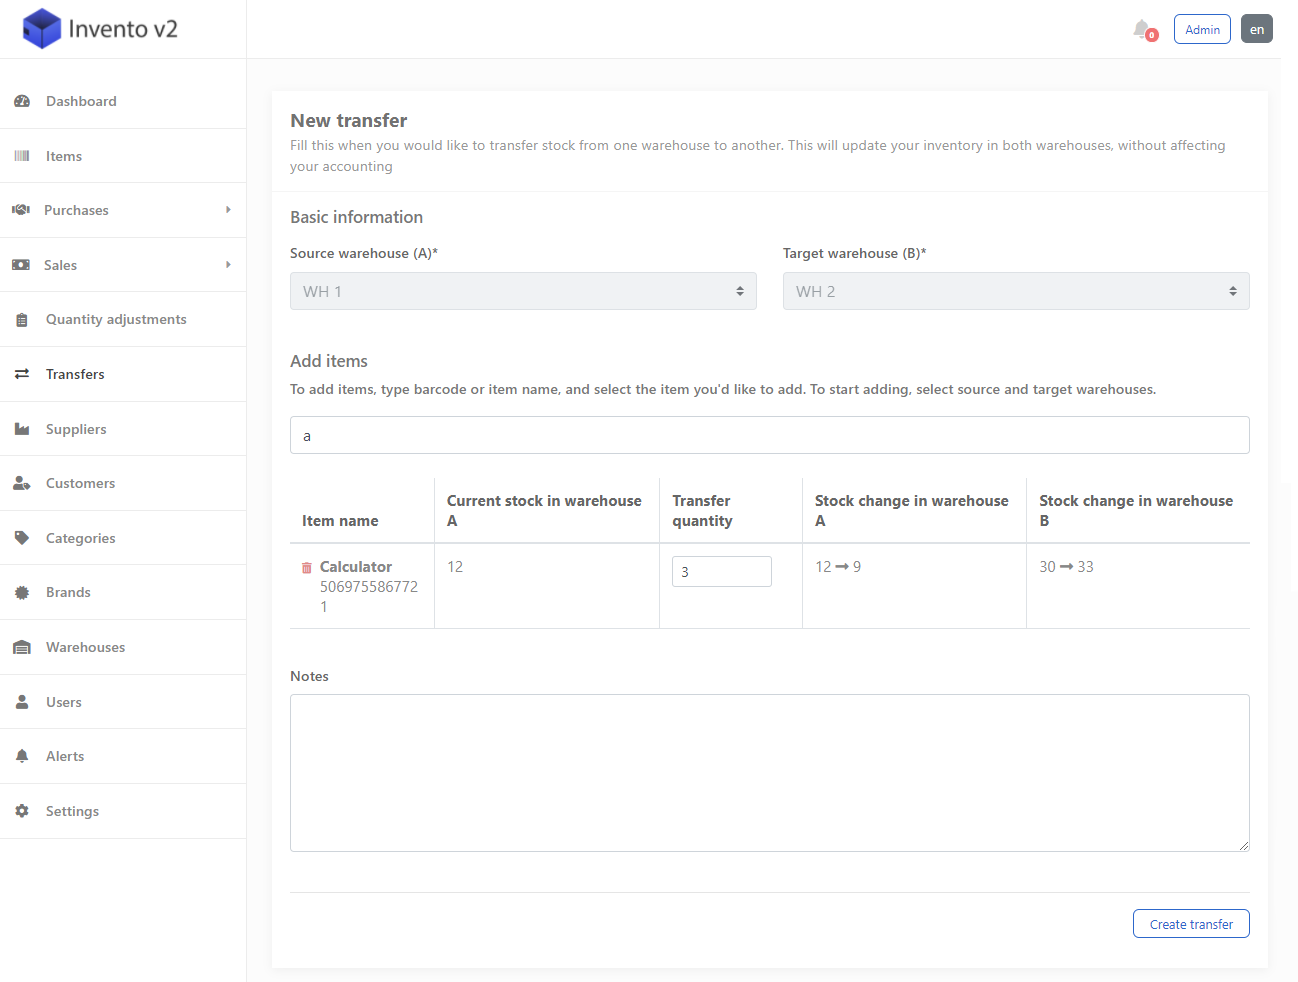 Invento v2
0
Admin
en
Dashboard
Items
Purchases
Sales
Quantity adjustments
Transfers
Suppliers
Customers
Categories
Brands
Warehouses
Users
Alerts
Settings
New transfer
Fill this when you would like to transfer stock from one warehouse to another. This will update your inventory in both warehouses, without affecting
your accounting
Basic information
Source warehouse (A)*
Target warehouse (B)*
WH 1
WH 2
Add items
To add items, type barcode or item name, and select the item you'd like to add. To start adding, select source and target warehouses.
a
Item name
Current stock in warehouse
A
Transfer
quantity
Stock change in warehouse
A
Stock change in warehouse
B
Calculator
506975586772
1
12
3
12 → 9
30 → 33
Notes
Create transfer